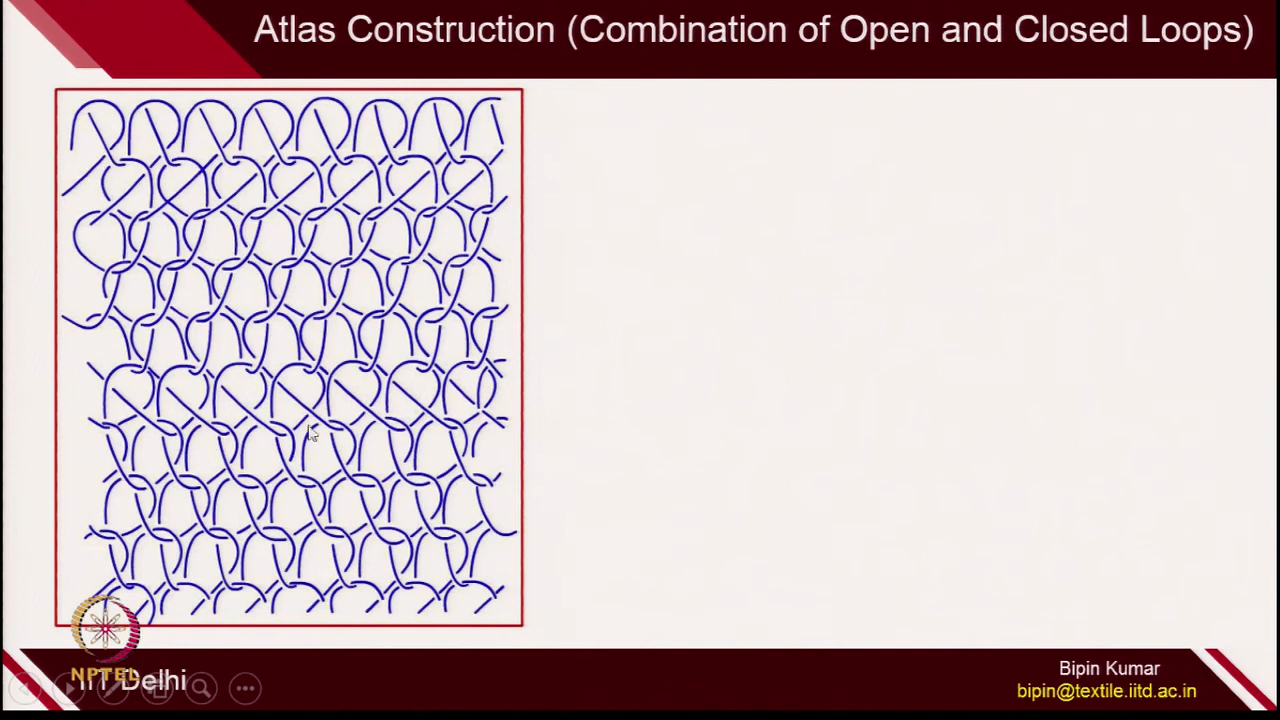 Atlas Construction (Combination of Open and Closed Loops)
NPTEL
IIT Delhi
Bipin Kumar
bipin@textile.iitd.ac.in